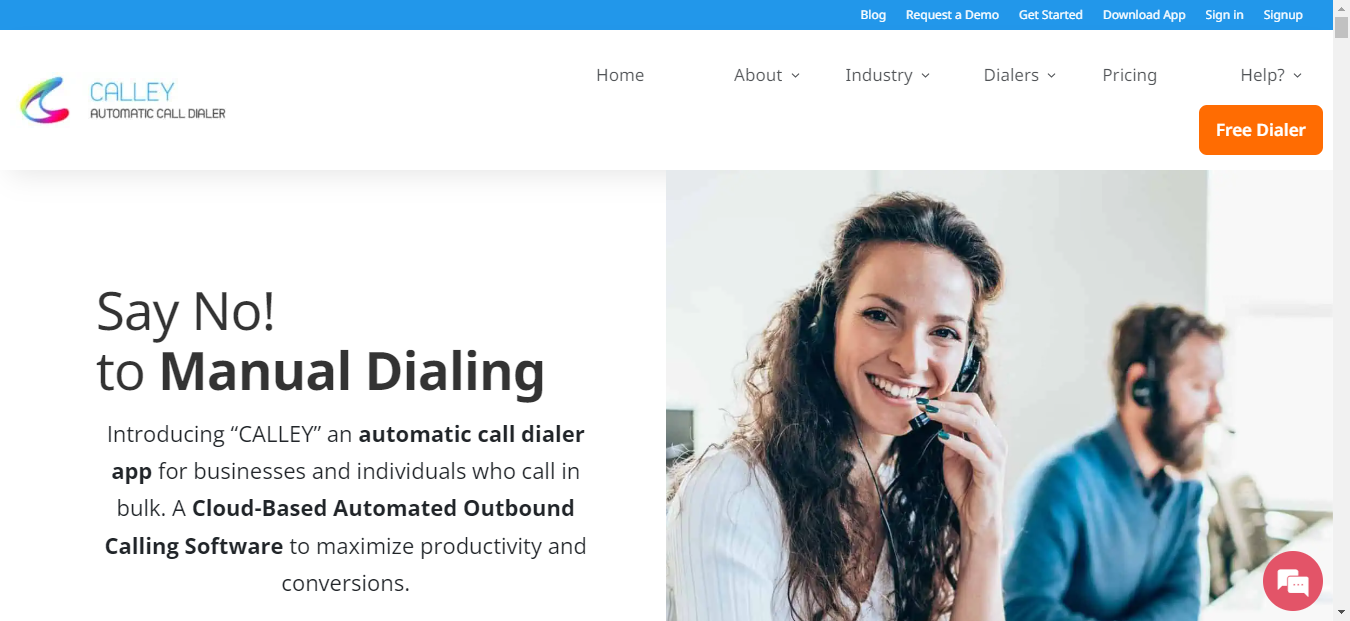 Blog Request a Demo Get Started Download App Sign in Signup
CALLEY
AUTOMATIC CALL DIALER
Home About Industry Dialers Pricing Help?
Free Dialer
Say No!
to Manual Dialing
Introducing “CALLEY” an automatic call dialer
app for businesses and individuals who call in
bulk. A Cloud-Based Automated Outbound
Calling Software to maximize productivity and
conversions.